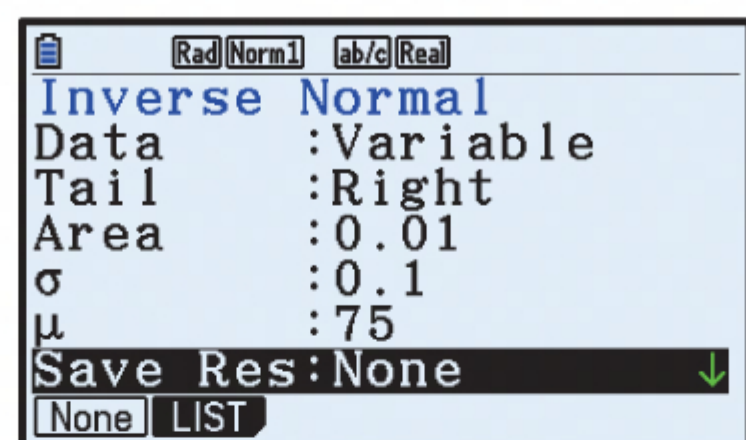 Rad Norm1 ab/c Real
Inverse Normal
Data :Variable
Tail :Right
Area :0.01
σ :0.1
μ :75
Save Res:None ↓
None LIST